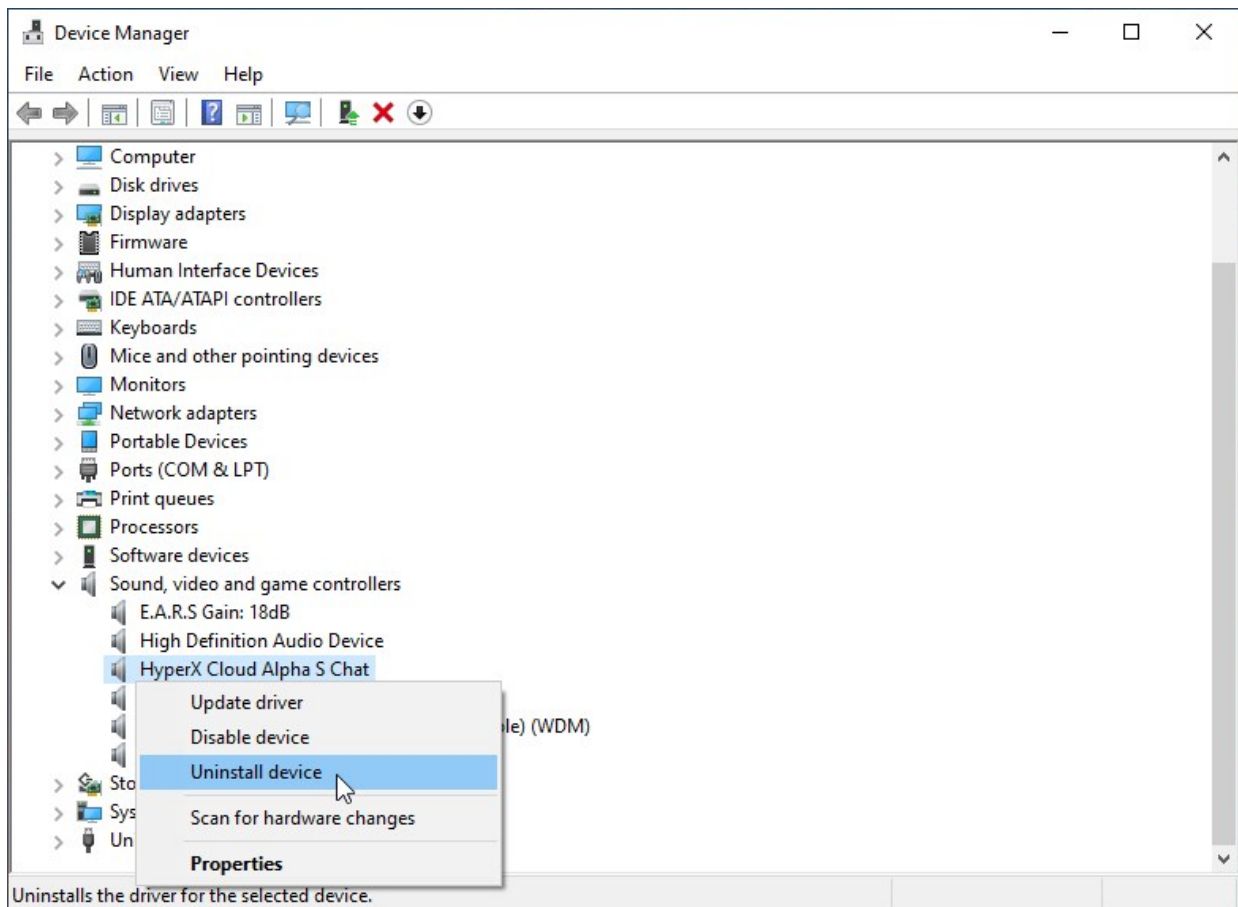 Device Manager
File Action View Help
Computer
Disk drives
Display adapters
Firmware
Human Interface Devices
IDE ATA/ATAPI controllers
Keyboards
Mice and other pointing devices
Monitors
Network adapters
Portable Devices
Ports (COM & LPT)
Print queues
Processors
Software devices
Sound, video and game controllers
E.A.R.S Gain: 18dB
High Definition Audio Device
HyperX Cloud Alpha S Chat
Update driver
(WDM)
Disable device
Uninstall device
Sto
Scan for hardware changes
Sys
Un
Properties
Uninstalls the driver for the selected device.